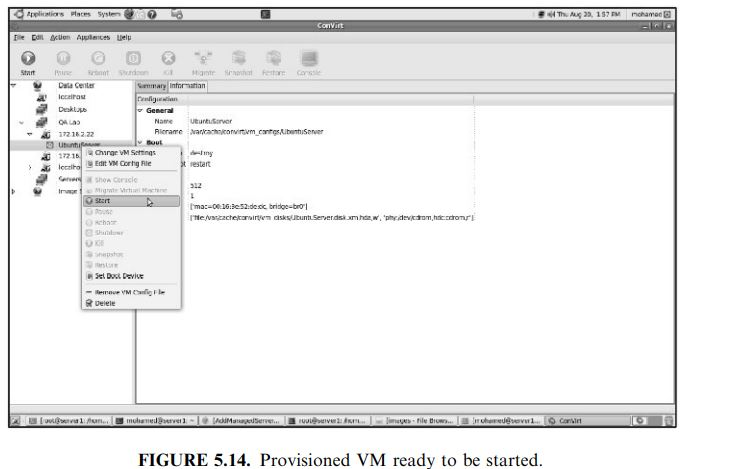 Applications Places System Thu Aug 20, 1:57 PM mohamed
ConVirt
File Edit Action Appliances Help
Start Pause Reboot Shutdown Kill Migrate Snapshot Restore Console
Data Center
localhost
Desktops
QA Lab
172.16.2.22
UbuntuServer
172.16.
localho
Servers
Image
Summary Information
Configuration
General
Name UbuntuServer
Filename /var/cache/convirt/vm_configs/UbuntuServer
Boot
destroy
ot restart
512
1
['mac=00:16:3e:52:de:dc, bridge=br0']
['file:/var/cache/convirt/vm_disks/UbuntuServer.disk.xm,hda,w', 'phy:/dev/cdrom,hdc:cdrom,r']
Change VM Settings
Edit VM Config File
Show Console
Migrate Virtual Machine
Start
Pause
Reboot
Shutdown
Kill
Snapshot
Restore
Set Boot Device
Remove VM Config File
Delete
[root@server1: /hom... mohamed@server1: ~ [AddManagedServer... root@server1: /hom... [images - File Brows... [mohamed@server1... ConVirt
FIGURE 5.14. Provisioned VM ready to be started.